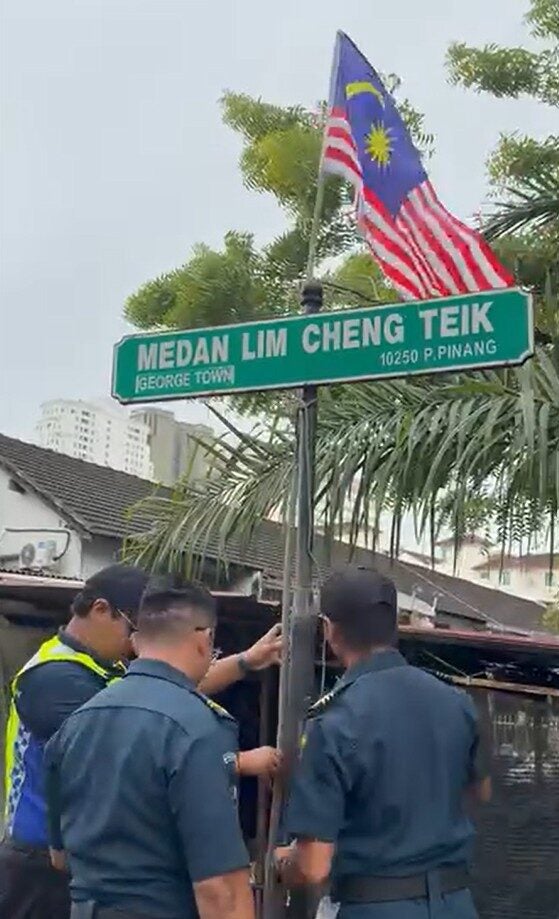 MEDAN LIM CHENG TEIK
GEORGE TOWN 10250 P.PINANG